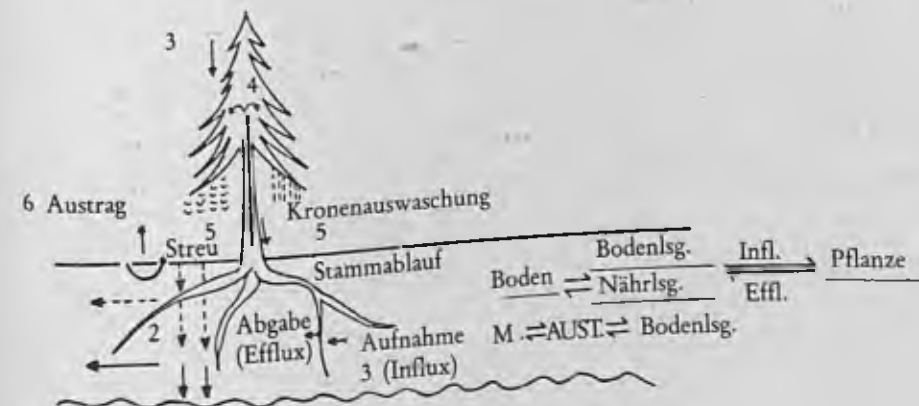 3
4
6 Austrag
Kronenauswaschung
5
5
Streu
Stammablauf
Bodenlsg.
Infl.
Pflanze
Boden ⇌ Nährlsg.
Effl.
2
Abgabe
(Efflux)
Aufnahme
3 (Influx)
M. ⇌ AUST. ⇌ Bodenlsg.